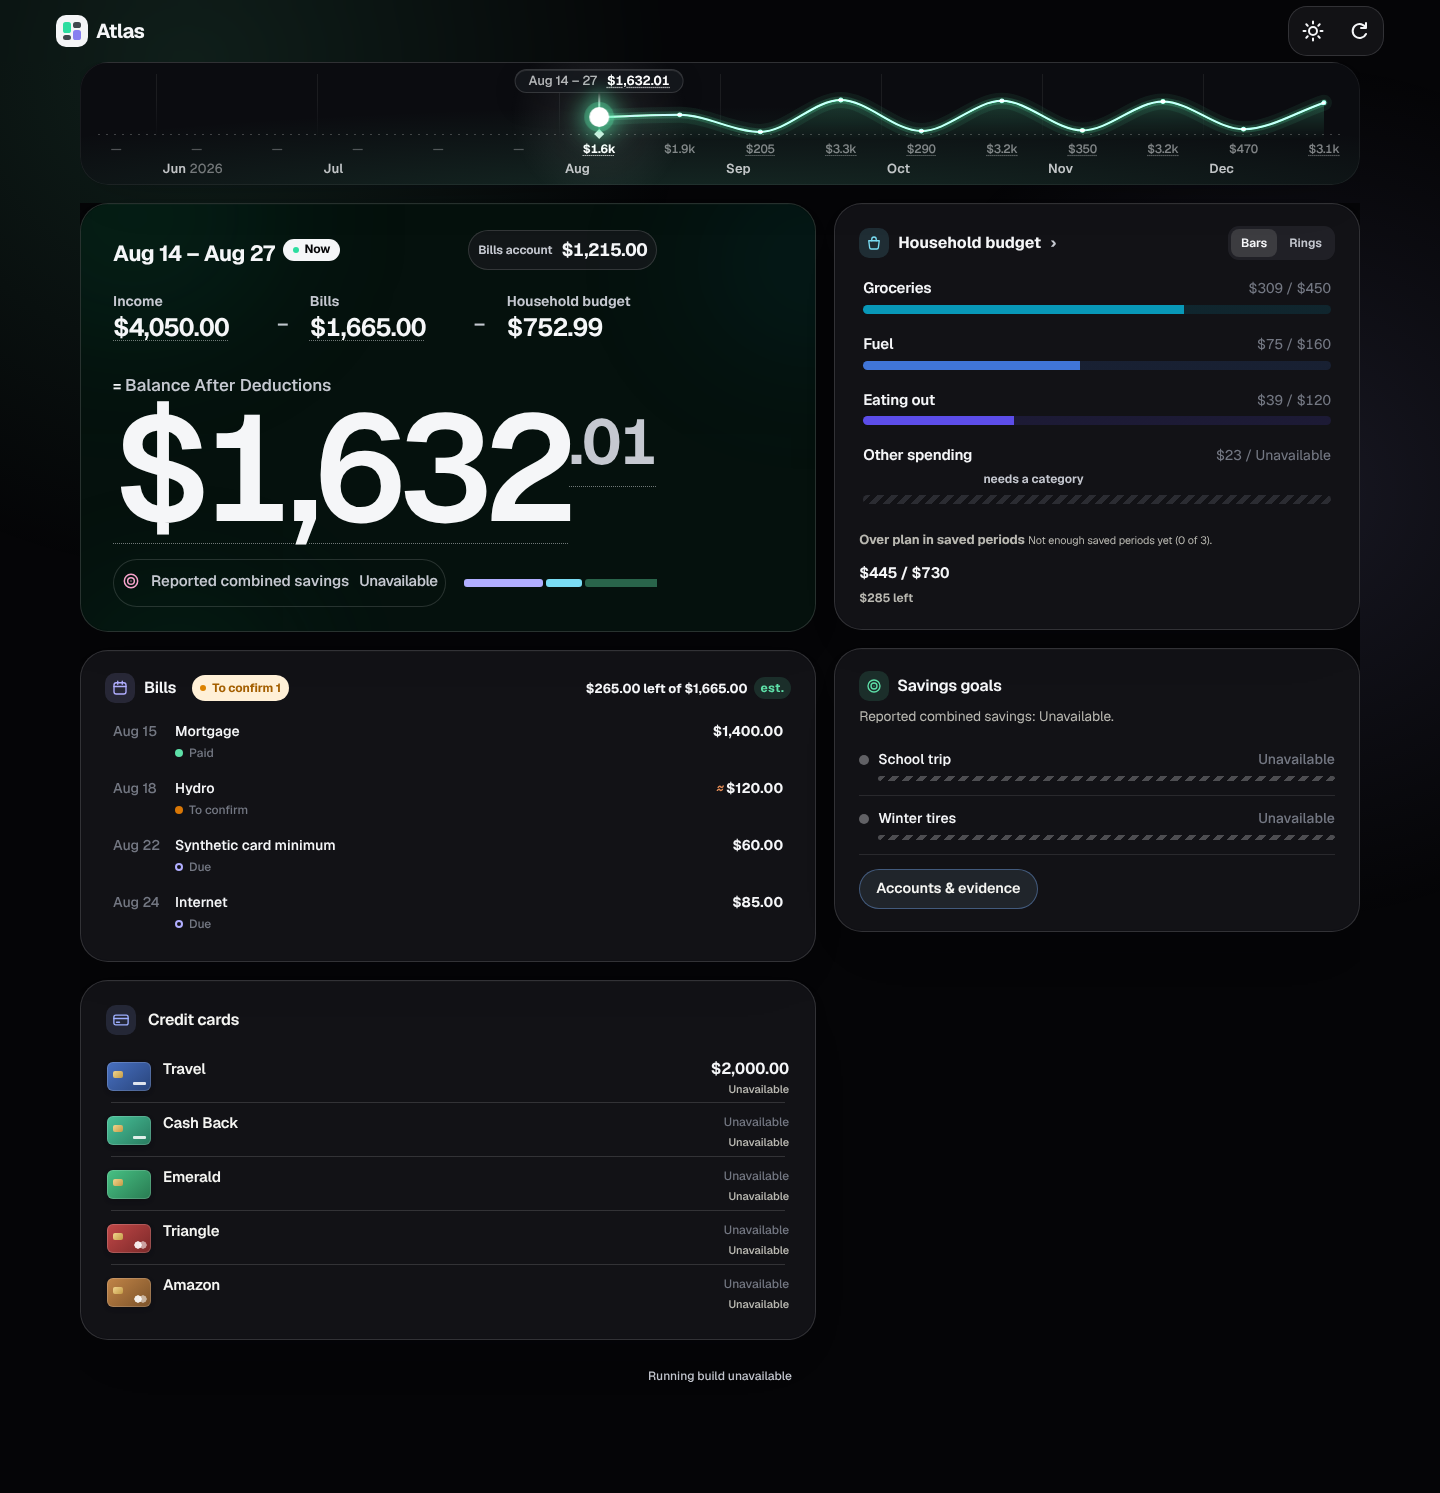 Atlas
Aug 14 – 27 $1,632.01
— — — — — — $1.6k $1.9k $205 $3.3k $290 $3.2k $350 $3.2k $470 $3.1k
Jun 2026 Jul Aug Sep Oct Nov Dec
Aug 14 – Aug 27 Now
Bills account $1,215.00
Income Bills Household budget
$4,050.00 – $1,665.00 – $752.99
= Balance After Deductions
$1,632.01
Reported combined savings Unavailable
Household budget ›
Bars Rings
Groceries $309 / $450
Fuel $75 / $160
Eating out $39 / $120
Other spending $23 / Unavailable
needs a category
Over plan in saved periods Not enough saved periods yet (0 of 3).
$445 / $730
$285 left
Bills To confirm 1 $265.00 left of $1,665.00 est.
Aug 15 Mortgage $1,400.00
Paid
Aug 18 Hydro ≈$120.00
To confirm
Aug 22 Synthetic card minimum $60.00
Due
Aug 24 Internet $85.00
Due
Savings goals
Reported combined savings: Unavailable.
School trip Unavailable
Winter tires Unavailable
Accounts & evidence
Credit cards
Travel $2,000.00
Unavailable
Cash Back Unavailable
Unavailable
Emerald Unavailable
Unavailable
Triangle Unavailable
Unavailable
Amazon Unavailable
Unavailable
Running build unavailable